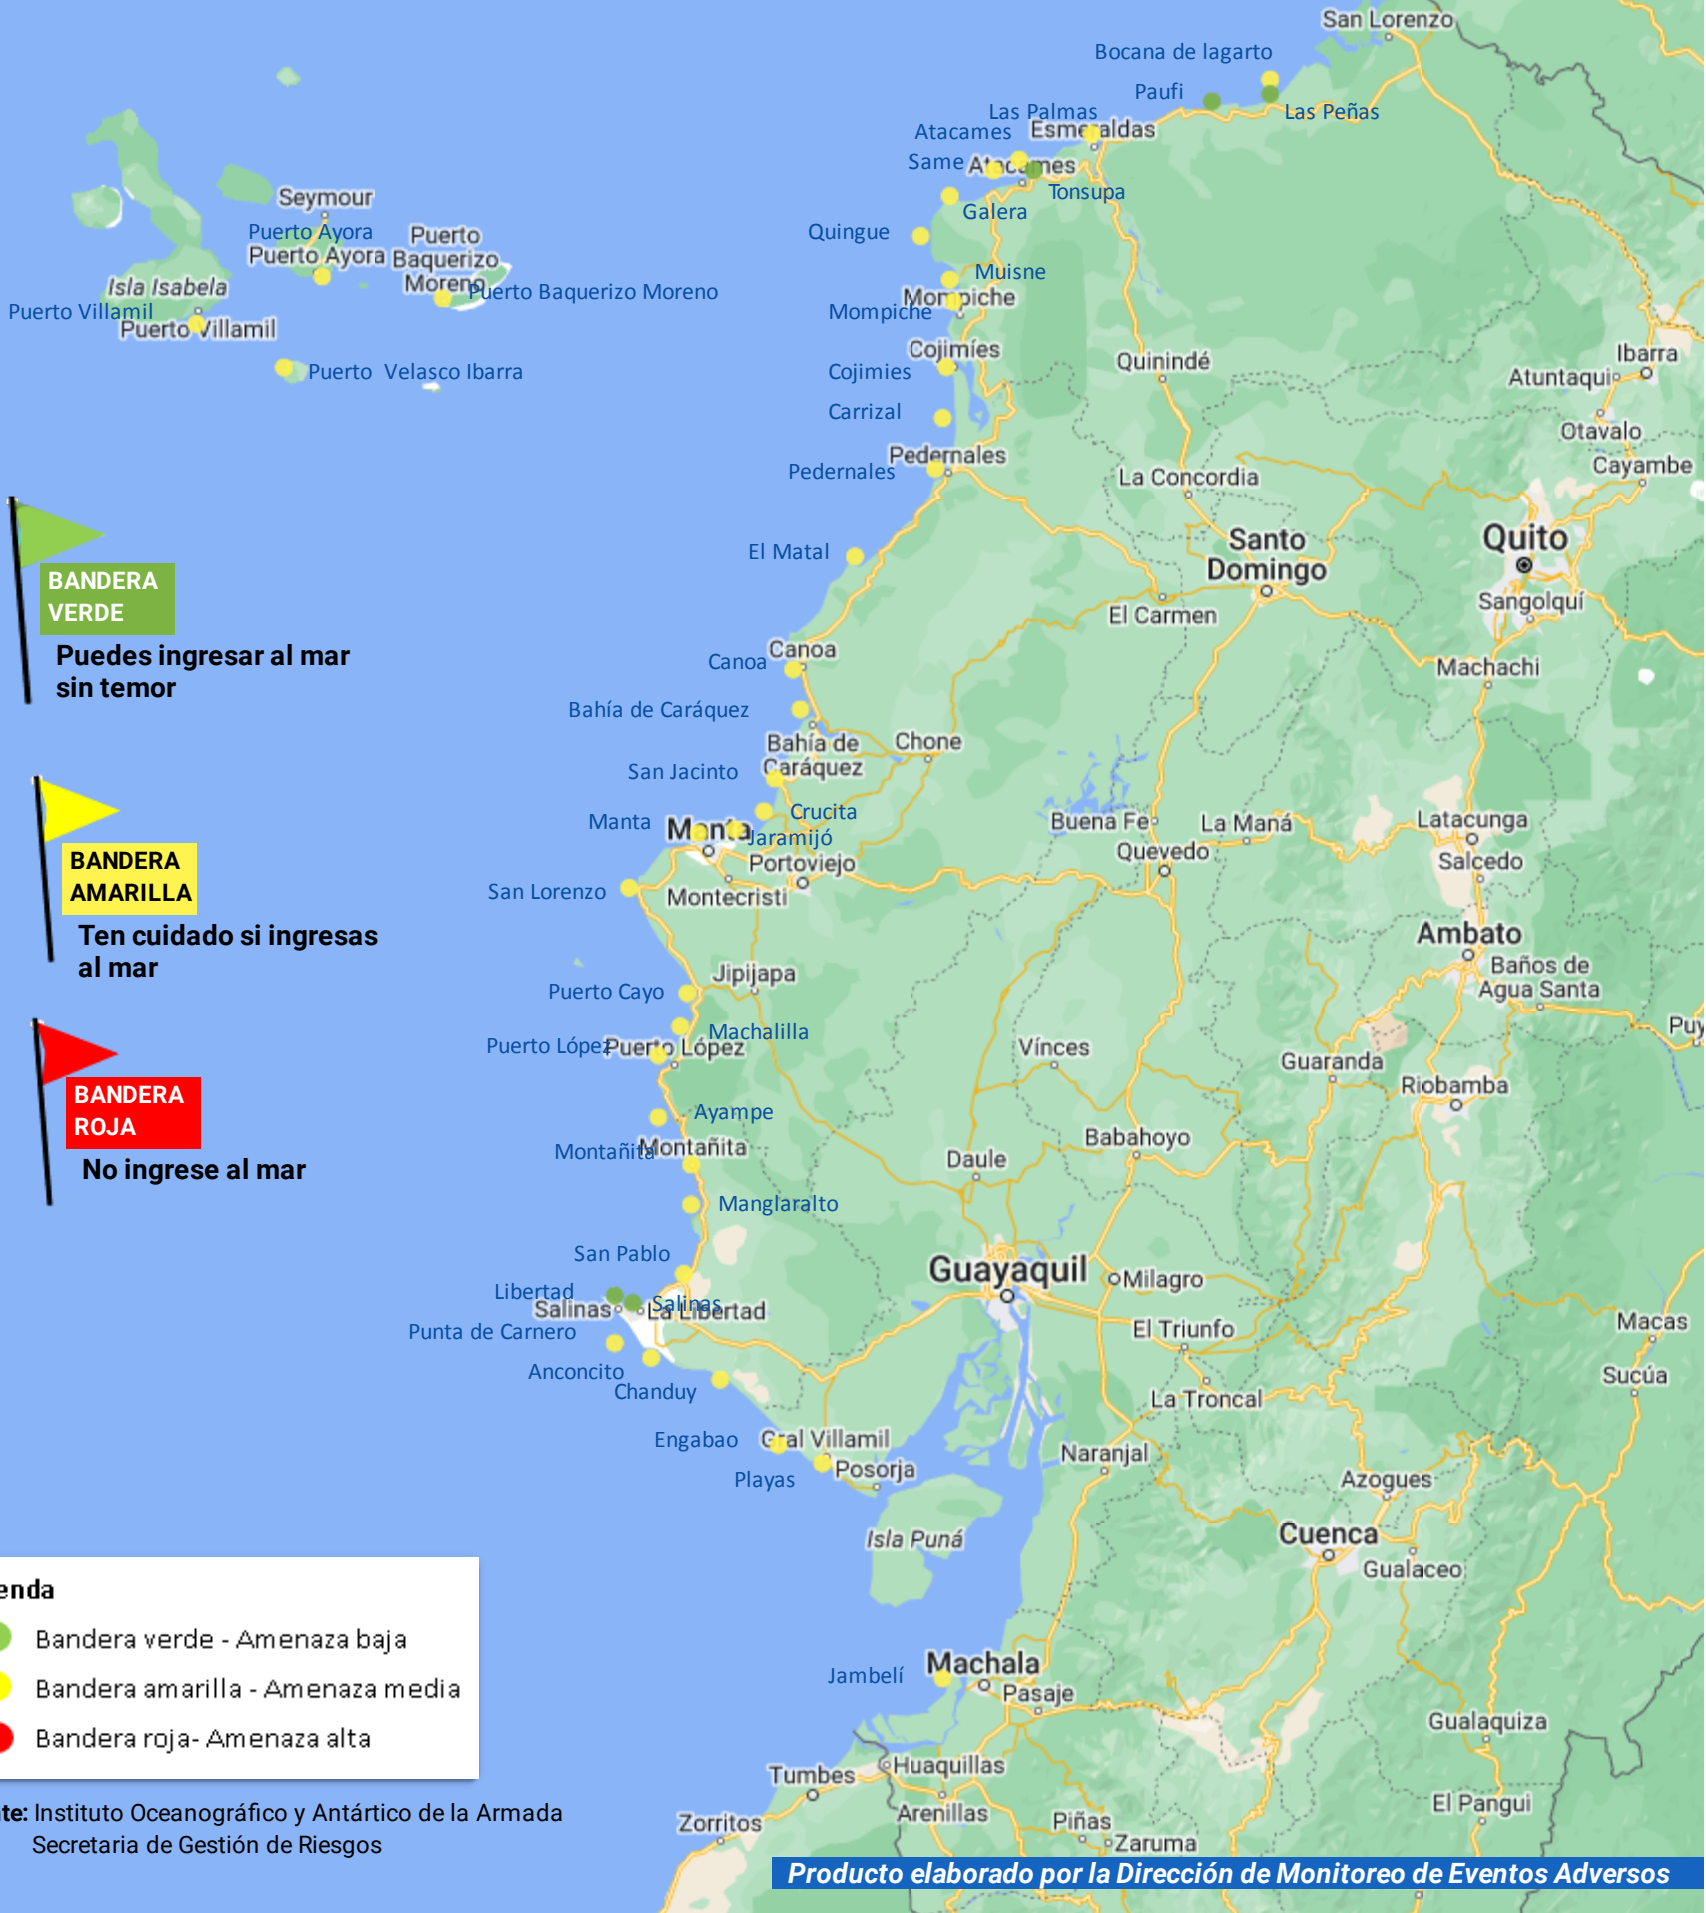 San Lorenzo
Bocana de lagarto
Paufi
Las Peñas
Las Palmas
Esmeraldas
Atacames
Same
Atacames
Tonsupa
Galera
Quingue
Muisne
Mompiche
Mompiche
Cojimíes
Cojimies
Carrizal
Pedernales
Pedernales
El Matal
Canoa
Canoa
Bahía de Caráquez
Bahía de
Caráquez
Chone
San Jacinto
Crucita
Manta
Manta
Jaramijó
Portoviejo
Montecristi
San Lorenzo
Jipijapa
Puerto Cayo
Machalilla
Puerto López
Puerto López
Ayampe
Montañita
Montañita
Manglaralto
San Pablo
Libertad
Salinas
Salinas
La Libertad
Punta de Carnero
Anconcito
Chanduy
Engabao
Gral Villamil
Playas
Posorja
Isla Puná
Jambelí
Machala
Pasaje
Huaquillas
Tumbes
Zorritos
Arenillas
Piñas
Zaruma
Seymour
Puerto Ayora
Puerto Ayora
Puerto
Baquerizo
Moreno
Puerto Baquerizo Moreno
Isla Isabela
Puerto Villamil
Puerto Villamil
Puerto Velasco Ibarra
Quinindé
Ibarra
Atuntaqui
Otavalo
Cayambe
La Concordia
Santo
Domingo
Quito
Sangolquí
El Carmen
Machachi
Buena Fe
La Maná
Quevedo
Latacunga
Salcedo
Ambato
Baños de
Agua Santa
Puy
Vínces
Guaranda
Riobamba
Babahoyo
Daule
Guayaquil
Milagro
El Triunfo
La Troncal
Macas
Sucúa
Naranjal
Azogues
Cuenca
Gualaceo
Gualaquiza
El Pangui
BANDERA
VERDE
Puedes ingresar al mar
sin temor
BANDERA
AMARILLA
Ten cuidado si ingresas
al mar
BANDERA
ROJA
No ingrese al mar
enda
Bandera verde - Amenaza baja
Bandera amarilla - Amenaza media
Bandera roja- Amenaza alta
te: Instituto Oceanográfico y Antártico de la Armada
Secretaria de Gestión de Riesgos
Producto elaborado por la Dirección de Monitoreo de Eventos Adversos